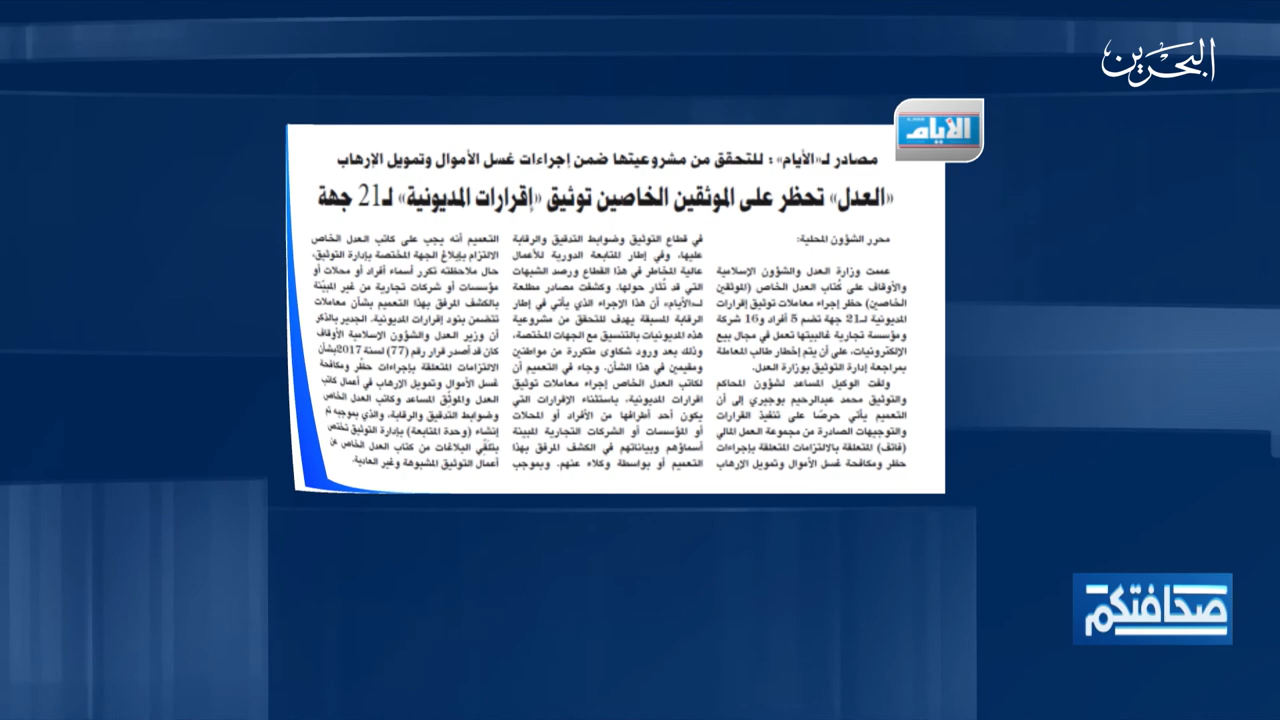 البحرين
الأيام
مصادر لـ«الأيام» : للتحقق من مشروعيتها ضمن إجراءات غسل الأموال وتمويل الإرهاب
«العدل» تحظر على الموثقين الخاصين توثيق «إقرارات المديونية» لـ21 جهة
محرر الشؤون المحلية:
عممت وزارة العدل والشؤون الإسلامية
والأوقاف على كُتاب العدل الخاص (الموثقين
الخاصين) حظر إجراء معاملات توثيق إقرارات
المديونية لـ21 جهة تضم 5 أفراد و16 شركة
ومؤسسة تجارية غالبيتها تعمل في مجال بيع
الإلكترونيات، على أن يتم إخطار طالب المعاملة
بمراجعة إدارة التوثيق بوزارة العدل.
ولفت الوكيل المساعد لشؤون المحاكم
والتوثيق محمد عبدالرحيم بوجيري إلى أن
التعميم يأتي حرصًا على تنفيذ القرارات
والتوجيهات الصادرة من مجموعة العمل المالي
(فاتف) المتعلقة بالالتزامات المتعلقة بإجراءات
حظر ومكافحة غسل الأموال وتمويل الإرهاب
في قطاع التوثيق وضوابط التدقيق والرقابة
عليها، وفي إطار المتابعة الدورية للأعمال
عالية المخاطر في هذا القطاع ورصد الشبهات
التي قد تُثار حولها. وكشفت مصادر مطلعة
لـ«الأيام» أن هذا الإجراء الذي يأتي في إطار
الرقابة المسبقة يهدف للتحقق من مشروعية
هذه المديونيات بالتنسيق مع الجهات المختصة،
وذلك بعد ورود شكاوى متكررة من مواطنين
ومقيمين في هذا الشأن. وجاء في التعميم أن
لكاتب العدل الخاص إجراء معاملات توثيق
اقرارات المديونية، باستثناء الإقرارات التي
يكون أحد أطرافها من الأفراد أو المحلات
أو المؤسسات أو الشركات التجارية المبينة
أسماؤهم وبياناتهم في الكشف المرفق بهذا
التعميم أو بواسطة وكلاء عنهم. وبموجب
التعميم أنه يجب على كاتب العدل الخاص
الالتزام بإبلاغ الجهة المختصة بإدارة التوثيق،
حال ملاحظته تكرر أسماء أفراد أو محلات أو
مؤسسات أو شركات تجارية من غير المبيّنة
بالكشف المرفق بهذا التعميم بشأن معاملات
تتضمن بنود إقرارات المديونية. الجدير بالذكر
أن وزير العدل والشؤون الإسلامية الأوقاف
كان قد أصدر قرار رقم (77) لسنة 2017بشأن
الالتزامات المتعلقة بإجراءات حظر ومكافحة
غسل الأموال وتمويل الإرهاب في أعمال كاتب
العدل والموثّق المساعد وكاتب العدل الخاص
وضوابط التدقيق والرقابة، والذي بموجبه تم
إنشاء (وحدة المتابعة) بإدارة التوثيق تختص
بتلقّي البلاغات من كتاب العدل الخاص عن
أعمال التوثيق المشبوهة وغير العادية.
صحافتكم